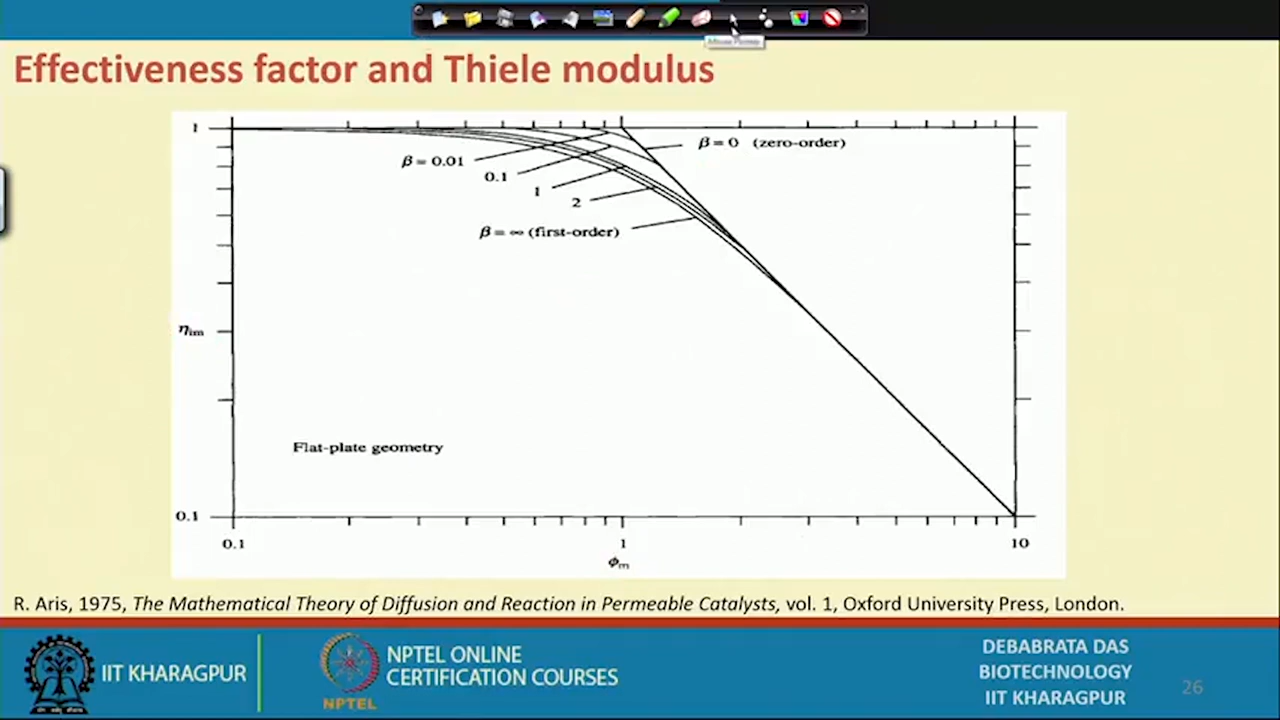 Effectiveness factor and Thiele modulus
1
β = 0 (zero-order)
β = 0.01
0.1
1
2
β = ∞ (first-order)
ηim
Flat-plate geometry
0.1
0.1
1
10
ϕm
R. Aris, 1975, The Mathematical Theory of Diffusion and Reaction in Permeable Catalysts, vol. 1, Oxford University Press, London.
IIT KHARAGPUR
NPTEL
NPTEL ONLINE
CERTIFICATION COURSES
DEBABRATA DAS
BIOTECHNOLOGY
IIT KHARAGPUR
26